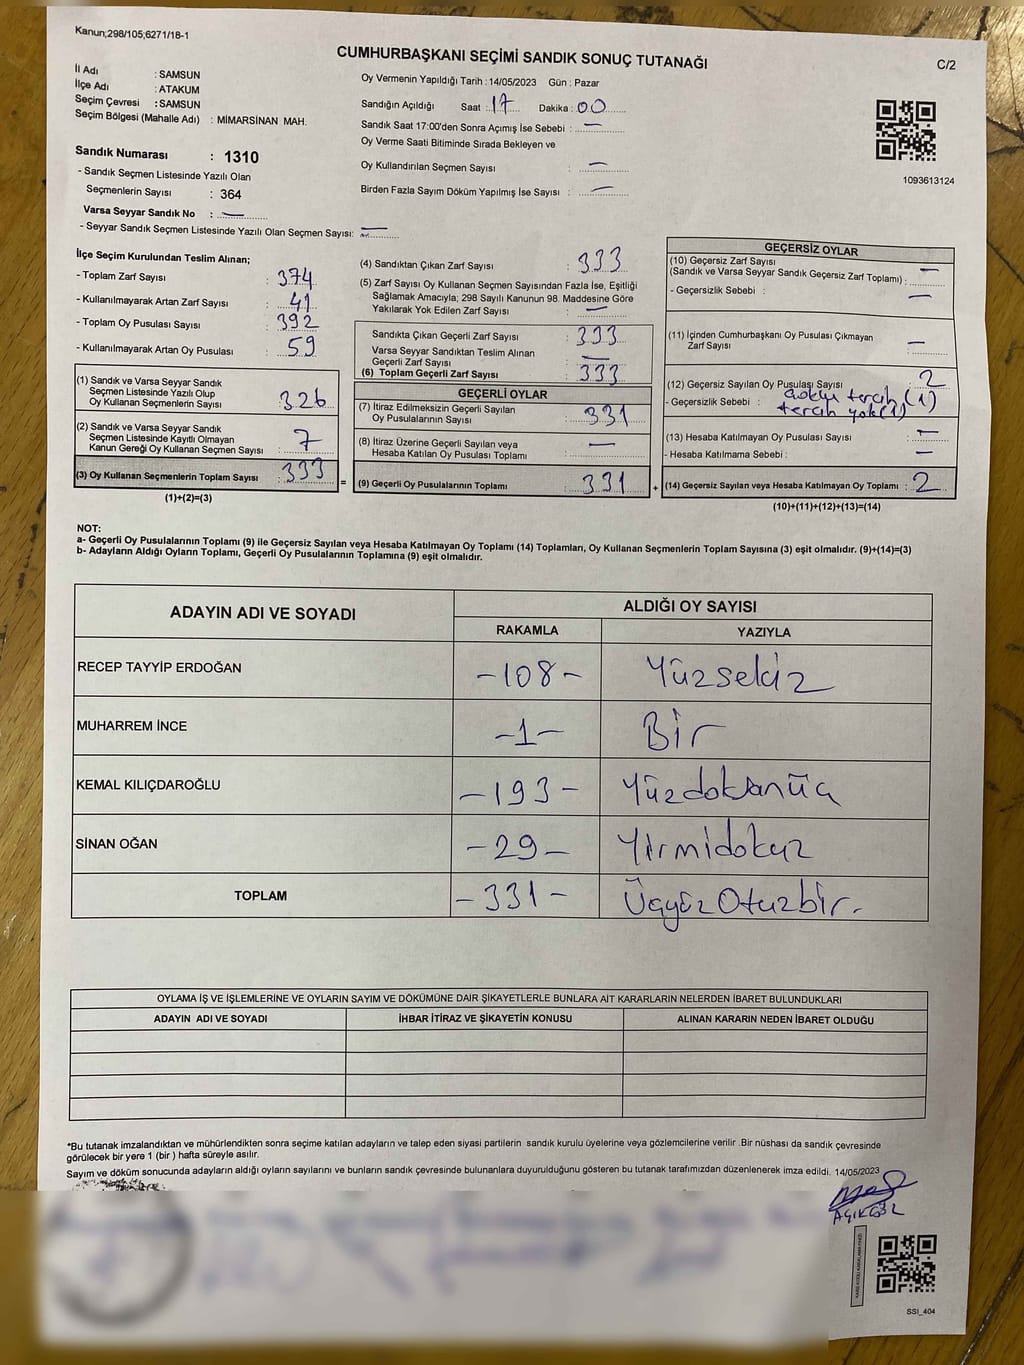 Kanun;298/105;6271/18-1
CUMHURBAŞKANI SEÇİMİ SANDIK SONUÇ TUTANAĞI
C/2
İl Adı : SAMSUN
İlçe Adı : ATAKUM
Seçim Çevresi : SAMSUN
Seçim Bölgesi (Mahalle Adı) : MİMARSİNAN MAH.
Sandık Numarası : 1310
- Sandık Seçmen Listesinde Yazılı Olan
Seçmenlerin Sayısı : 364
Varsa Seyyar Sandık No : —
- Seyyar Sandık Seçmen Listesinde Yazılı Olan Seçmen Sayısı: —
Oy Vermenin Yapıldığı Tarih : 14/05/2023 Gün : Pazar
Sandığın Açıldığı Saat : 17 Dakika : 00
Sandık Saat 17:00'den Sonra Açımış İse Sebebi : —
Oy Verme Saati Bitiminde Sırada Bekleyen ve
Oy Kullandırılan Seçmen Sayısı : —
Birden Fazla Sayım Döküm Yapılmış İse Sayısı : —
1093613124
İlçe Seçim Kurulundan Teslim Alınan;
- Toplam Zarf Sayısı : 374
- Kullanılmayarak Artan Zarf Sayısı : 41
- Toplam Oy Pusulası Sayısı : 392
- Kullanılmayarak Artan Oy Pusulası : 59
(1) Sandık ve Varsa Seyyar Sandık
Seçmen Listesinde Yazılı Olup
Oy Kullanan Seçmenlerin Sayısı : 326
(2) Sandık ve Varsa Seyyar Sandık
Seçmen Listesinde Kayıtlı Olmayan
Kanun Gereği Oy Kullanan Seçmen Sayısı : 7
(3) Oy Kullanan Seçmenlerin Toplam Sayısı : 333 =
(1)+(2)=(3)
(4) Sandıktan Çıkan Zarf Sayısı : 333
(5) Zarf Sayısı Oy Kullanan Seçmen Sayısından Fazla İse, Eşitliği
Sağlamak Amacıyla; 298 Sayılı Kanunun 98. Maddesine Göre
Yakılarak Yok Edilen Zarf Sayısı : —
Sandıkta Çıkan Geçerli Zarf Sayısı : 333
Varsa Seyyar Sandıktan Teslim Alınan
Geçerli Zarf Sayısı : —
(6) Toplam Geçerli Zarf Sayısı : 333
GEÇERLİ OYLAR
(7) İtiraz Edilmeksizin Geçerli Sayılan
Oy Pusulasının Sayısı : 331
(8) İtiraz Üzerine Geçerli Sayılan veya
Hesaba Katılan Oy Pusulası Toplamı : —
(9) Geçerli Oy Pusulalarının Toplamı : 331 +
GEÇERSİZ OYLAR
(10) Geçersiz Zarf Sayısı
(Sandık ve Varsa Seyyar Sandık Geçersiz Zarf Toplamı) : —
- Geçersizlik Sebebi : —
(11) İçinden Cumhurbaşkanı Oy Pusulası Çıkmayan
Zarf Sayısı : —
(12) Geçersiz Sayılan Oy Pusulası Sayısı : 2
- Geçersizlik Sebebi : tercih (1)
tercih yok (1)
(13) Hesaba Katılmayan Oy Pusulası Sayısı : —
- Hesaba Katılmama Sebebi : —
(14) Geçersiz Sayılan veya Hesaba Katılmayan Oy Toplamı : 2
(10)+(11)+(12)+(13)=(14)
NOT:
a- Geçerli Oy Pusulalarının Toplamı (9) ile Geçersiz Sayılan veya Hesaba Katılmayan Oy Toplamı (14) Toplamları, Oy Kullanan Seçmenlerin Toplam Sayısına (3) eşit olmalıdır. (9)+(14)=(3)
b- Adayların Aldığı Oyların Toplamı, Geçerli Oy Pusulalarının Toplamına (9) eşit olmalıdır.
ADAYIN ADI VE SOYADI
ALDIĞI OY SAYISI
RAKAMLA YAZIYLA
RECEP TAYYİP ERDOĞAN -108- Yüzsekiz
MUHARREM İNCE -1- Bir
KEMAL KILIÇDAROĞLU -193- Yüzdoksanüç
SİNAN OĞAN -29- Yirmidokuz
TOPLAM -331- ÜçyüzOtuzbir.
OYLAMA İŞ VE İŞLEMLERİNE VE OYLARIN SAYIM VE DÖKÜMÜNE DAİR ŞİKAYETLERLE BUNLARA AİT KARARLARIN NELERDEN İBARET BULUNDUKLARI
ADAYIN ADI VE SOYADI İHBAR İTİRAZ VE ŞİKAYETİN KONUSU ALINAN KARARIN NEDEN İBARET OLDUĞU
*Bu tutanak imzalandıktan ve mühürlendikten sonra seçime katılan adayların ve talep eden siyasi partilerin sandık kurulu üyelerine veya gözlemcilerine verilir .Bir nüshası da sandık çevresinde
görülecek bir yere 1 (bir ) hafta süreyle asılır.
Sayım ve döküm sonucunda adayların aldığı oyların sayılarını ve bunların sandık çevresinde bulunanlara duyurulduğunu gösteren bu tutanak tarafımızdan düzenlenerek imza edildi. 14/05/2023
AÇIKGÖZ
SSI_404